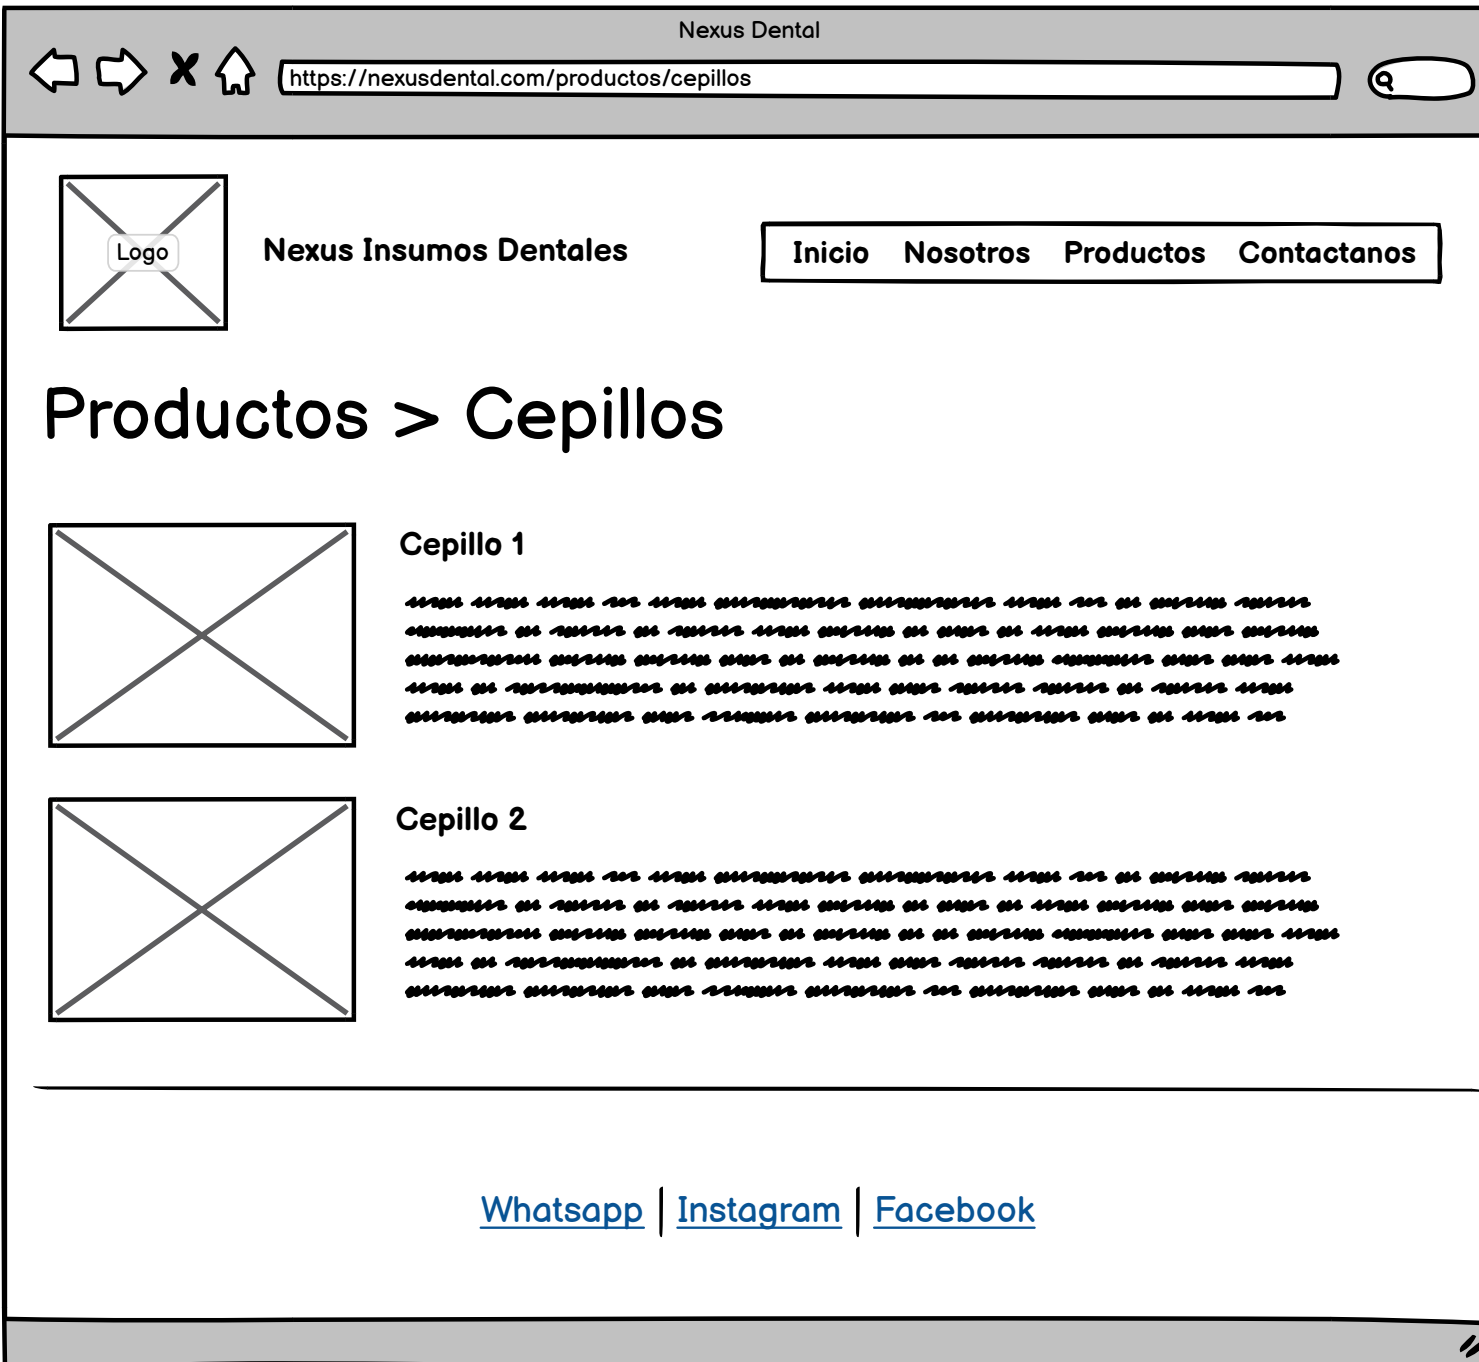 Nexus Dental
https://nexusdental.com/productos/cepillos
Logo
Nexus Insumos Dentales
Inicio Nosotros Productos Contactanos
Productos > Cepillos
Cepillo 1
Cepillo 2
Whatsapp | Instagram | Facebook